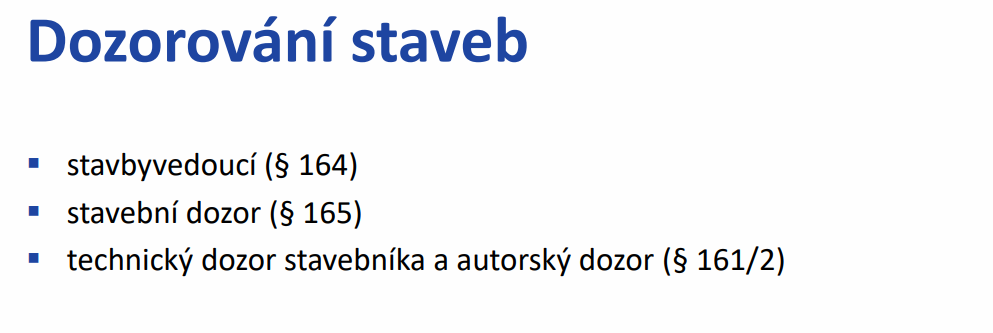 Dozorování staveb
▪ stavbyvedoucí (§ 164)
▪ stavební dozor (§ 165)
▪ technický dozor stavebníka a autorský dozor (§ 161/2)